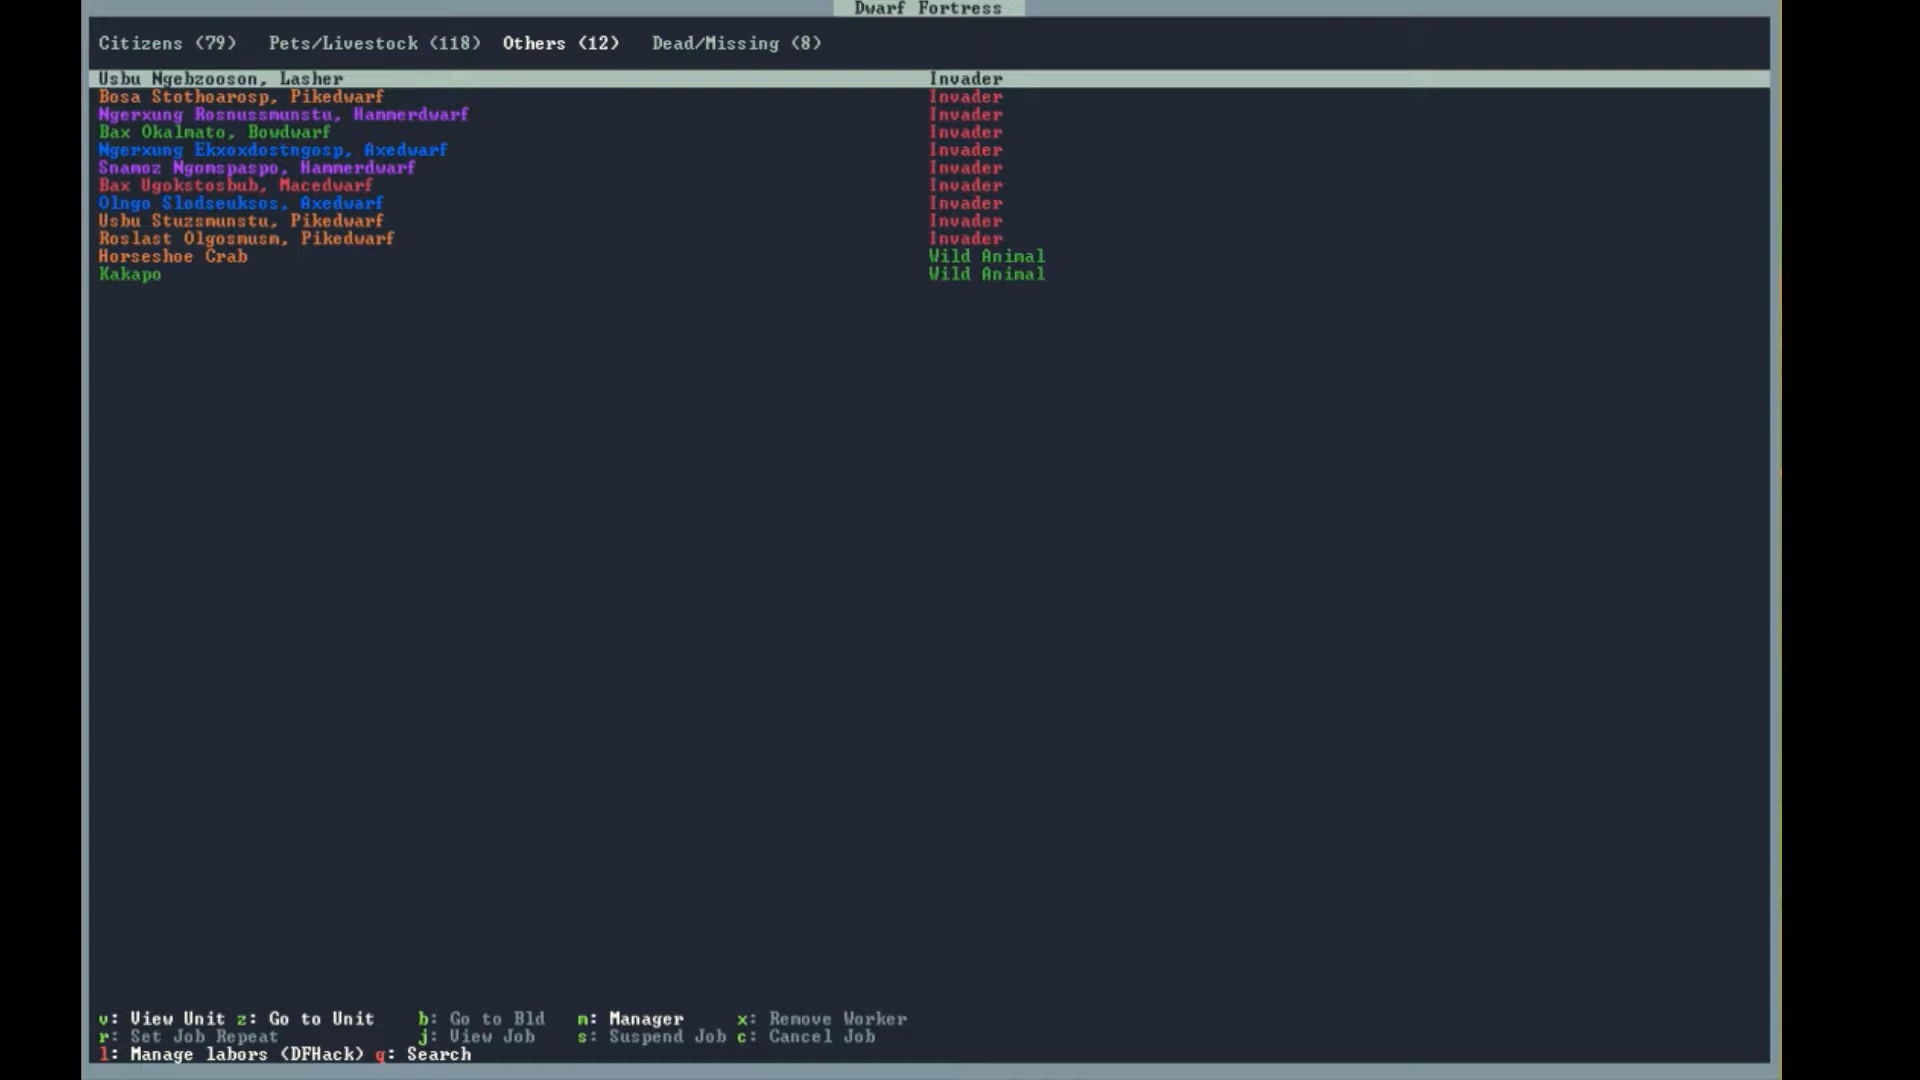 Dwarf Fortress
Citizens (79) Pets/Livestock (118) Others (12) Dead/Missing (8)
Usbu Ngebzooson, Lasher Invader
Bosa Stothoarosp, Pikedwarf Invader
Ngerxung Rosnussmunstu, Hammerdwarf Invader
Bax Okalmato, Bowdwarf Invader
Ngerxung Ekxoxdostngosp, Axedwarf Invader
Snamoz Ngomspaspo, Hammerdwarf Invader
Bax Ugokstosbub, Macedwarf Invader
Olngo Slodseuksos, Axedwarf Invader
Usbu Stuzsmunstu, Pikedwarf Invader
Roslast Olgosmusm, Pikedwarf Invader
Horseshoe Crab Wild Animal
Kakapo Wild Animal
v: View Unit z: Go to Unit b: Go to Bld m: Manager x: Remove Worker
r: Set Job Repeat j: View Job s: Suspend Job c: Cancel Job
l: Manage labors (DFHack) q: Search